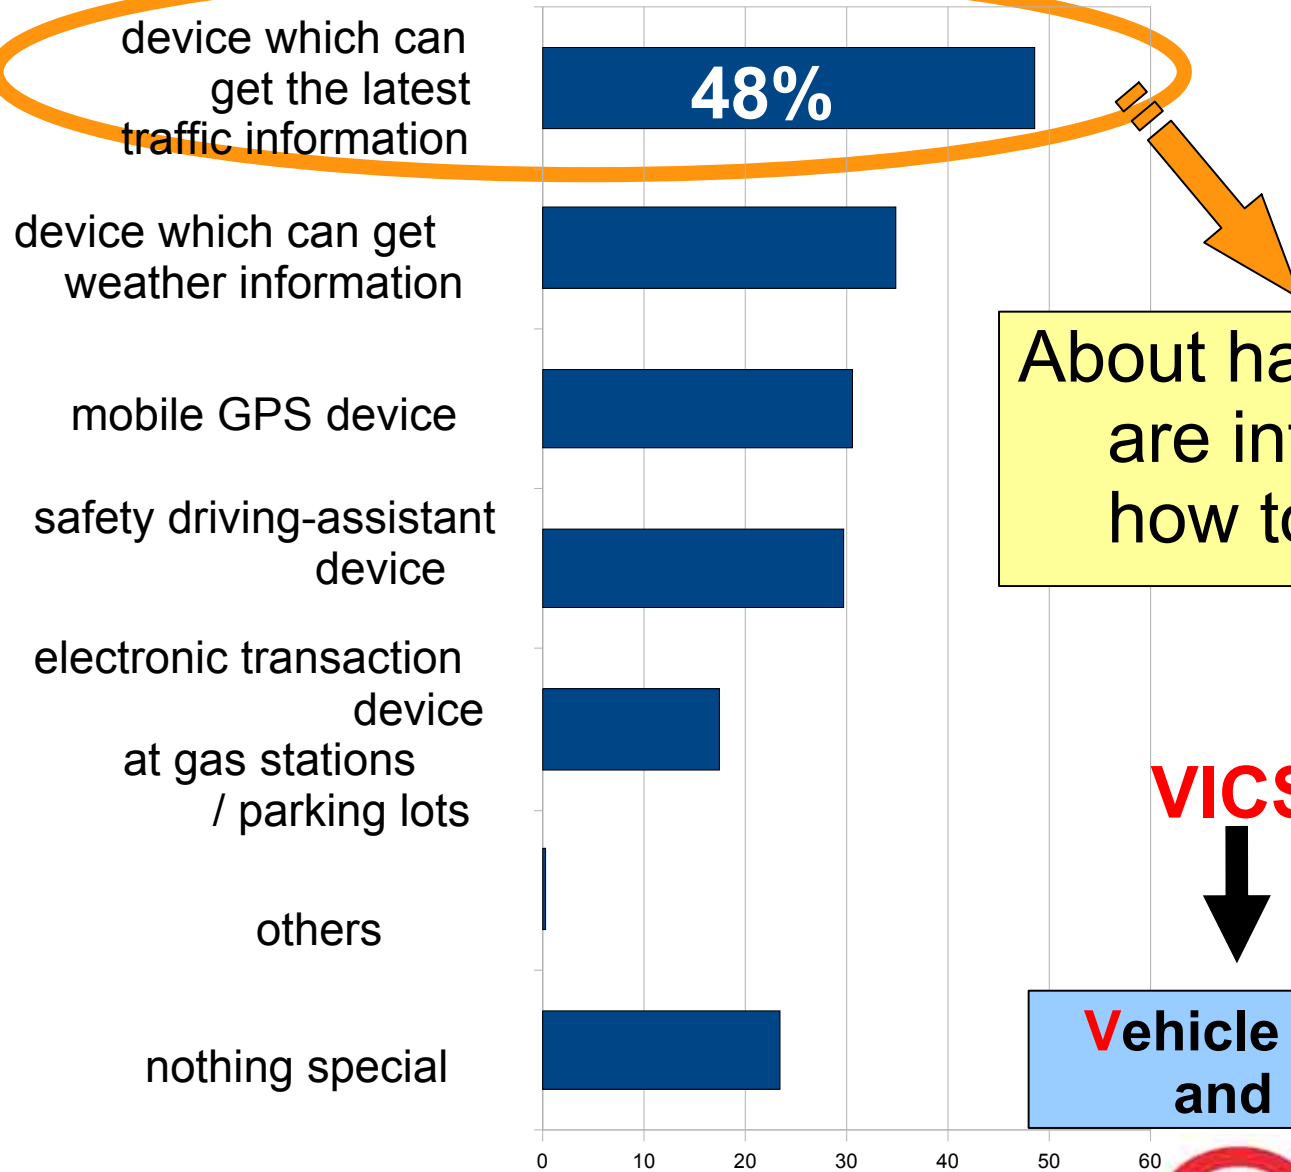 device which can
get the latest
traffic information
48%
device which can get
weather information
mobile GPS device
safety driving-assistant
device
electronic transaction
device
at gas stations
/ parking lots
others
nothing special
0 10 20 30 40 50 60
About ha
are in
how to
VICS
Vehicle
and